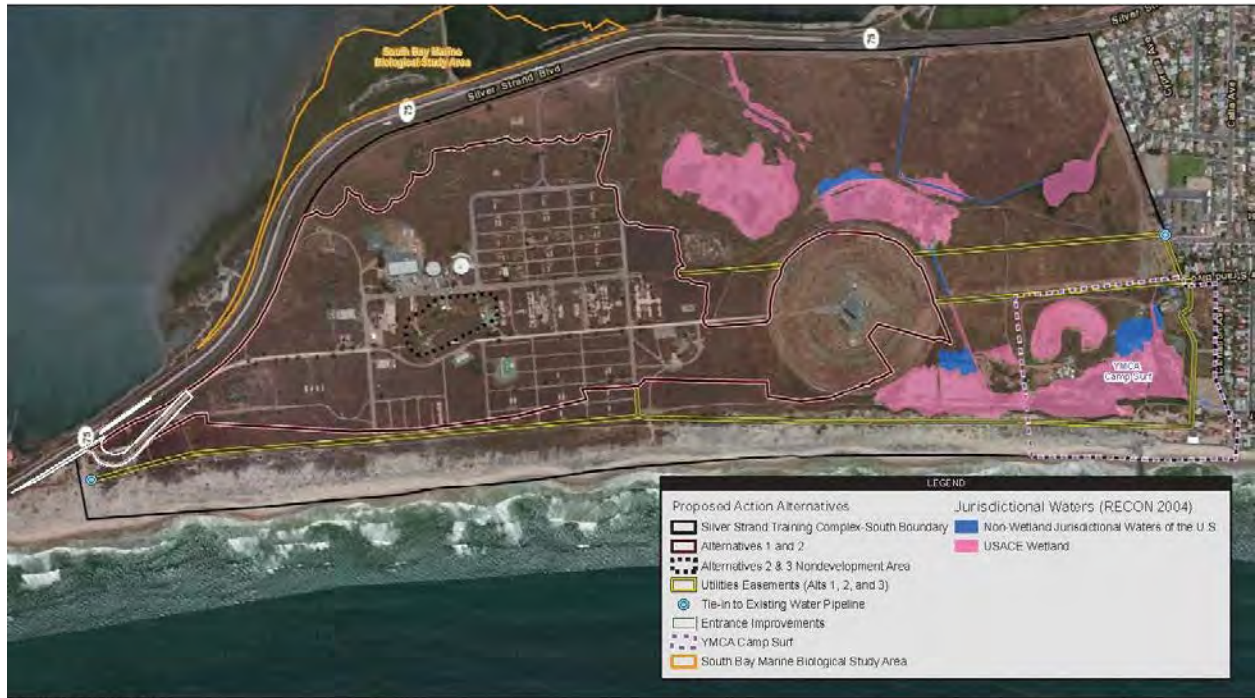 South Bay Marine
Biological Study Area
75
75
75
Silver Strand Blvd
Calla Ave
YMCA
Camp Surf
LEGEND
Proposed Action Alternatives
Silver Strand Training Complex-South Boundary
Alternatives 1 and 2
Alternatives 2 & 3 Nondevelopment Area
Utilities Easements (Alts 1, 2, and 3)
Tie-in to Existing Water Pipeline
Entrance Improvements
YMCA Camp Surf
South Bay Marine Biological Study Area
Jurisdictional Waters (RECON 2004)
Non-Wetland Jurisdictional Waters of the U.S.
USACE Wetland